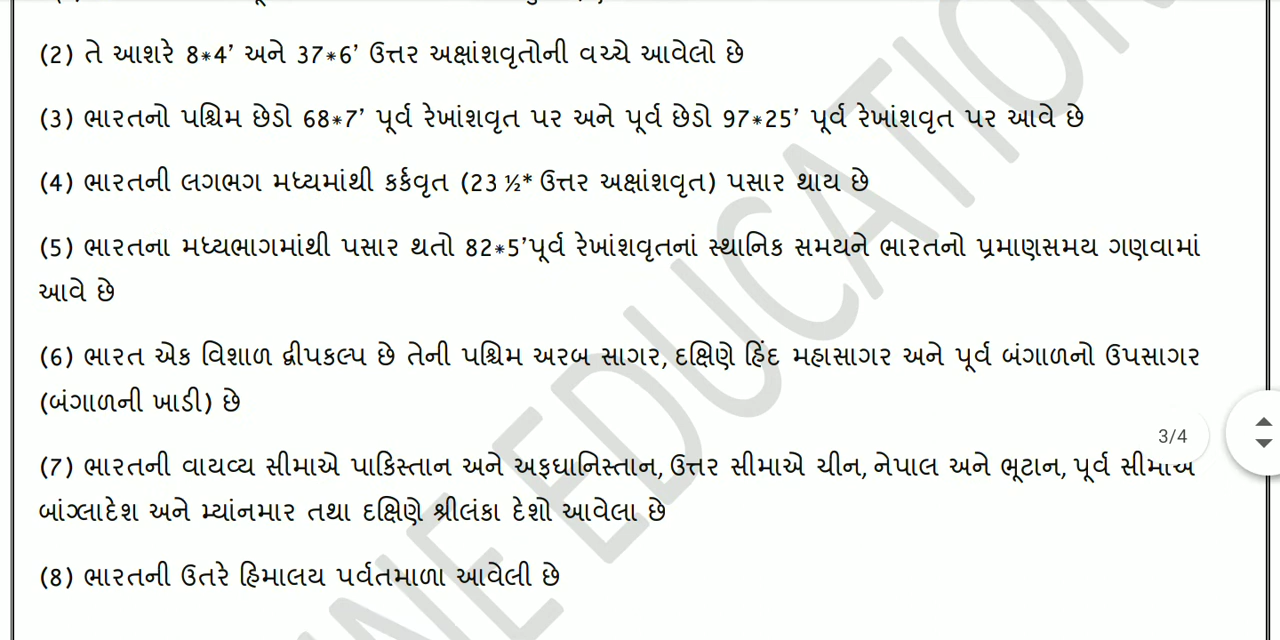 (2) તે આશરે 8*4’ અને 37*6’ ઉત્તર અક્ષાંશવૃતોની વચ્ચે આવેલો છે
(3) ભારતનો પશ્ચિમ છેડો 68*7’ પૂર્વ રેખાંશવૃત પર અને પૂર્વ છેડો 97*25’ પૂર્વ રેખાંશવૃત પર આવે છે
(4) ભારતની લગભગ મધ્યમાંથી કર્કવૃત (23 ½* ઉત્તર અક્ષાંશવૃત) પસાર થાય છે
(5) ભારતના મધ્યભાગમાંથી પસાર થતો 82*5’પૂર્વ રેખાંશવૃતનાં સ્થાનિક સમયને ભારતનો પ્રમાણસમય ગણવામાં
આવે છે
(6) ભારત એક વિશાળ દ્વીપકલ્પ છે તેની પશ્ચિમ અરબ સાગર, દક્ષિણે હિંદ મહાસાગર અને પૂર્વ બંગાળનો ઉપસાગર
(બંગાળની ખાડી) છે
3/4
(7) ભારતની વાયવ્ય સીમાએ પાકિસ્તાન અને અફઘાનિસ્તાન, ઉત્તર સીમાએ ચીન, નેપાલ અને ભૂટાન, પૂર્વ સીમાએ
બાંગ્લાદેશ અને મ્યાંનમાર તથા દક્ષિણે શ્રીલંકા દેશો આવેલા છે
(8) ભારતની ઉતરે હિમાલય પર્વતમાળા આવેલી છે
EDUCATION